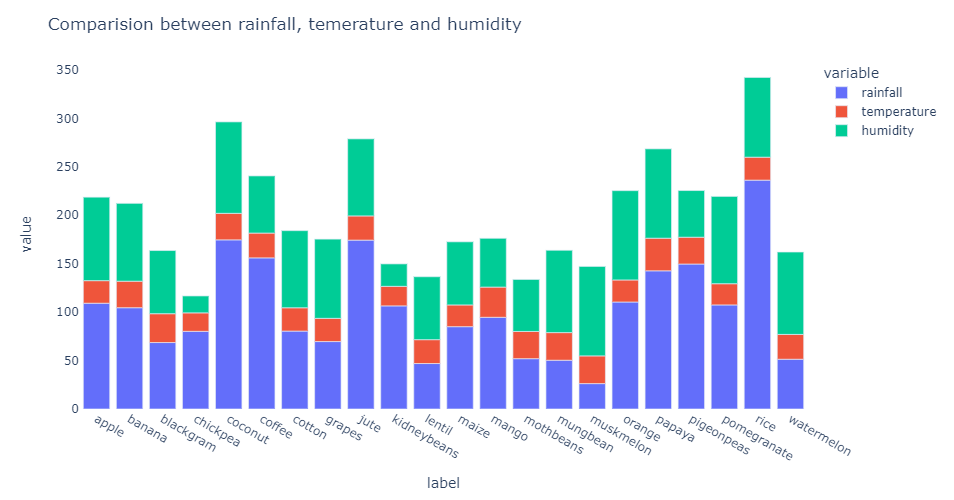 Comparision between rainfall, temerature and humidity
variable
rainfall
temperature
humidity
value
350
300
250
200
150
100
50
0
apple
banana
blackgram
chickpea
coconut
coffee
cotton
grapes
jute
kidneybeans
lentil
maize
mango
mothbeans
mungbean
muskmelon
orange
papaya
pigeonpeas
pomegranate
rice
watermelon
label